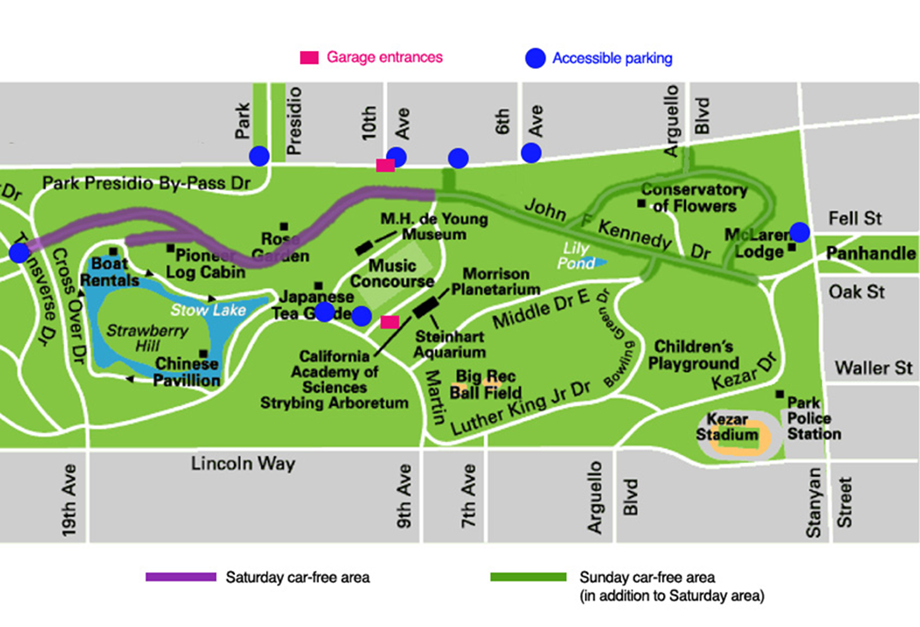 Garage entrances
Accessible parking
Park
Presidio
10th
Ave
6th
Ave
Arguello
Blvd
Dr
Park Presidio By-Pass Dr
Transverse Dr
Cross Over Dr
Boat
Rentals
Pioneer
Log Cabin
Rose
Garden
M.H. de Young
Museum
Music
Concourse
John F Kennedy Dr
Conservatory
of Flowers
McLaren
Lodge
Fell St
Panhandle
Oak St
Lily
Pond
Morrison
Planetarium
Stow Lake
Strawberry
Hill
Japanese
Tea Garden
Chinese
Pavillion
Middle Dr E
Bowling Green Dr
Steinhart
Aquarium
California
Academy of
Sciences
Strybing Arboretum
Big Rec
Ball Field
Martin Luther King Jr Dr
Children's
Playground
Kezar Dr
Waller St
Kezar
Stadium
Park
Police
Station
Lincoln Way
19th Ave
9th Ave
7th Ave
Arguello
Blvd
Stanyan
Street
Saturday car-free area
Sunday car-free area
(in addition to Saturday area)